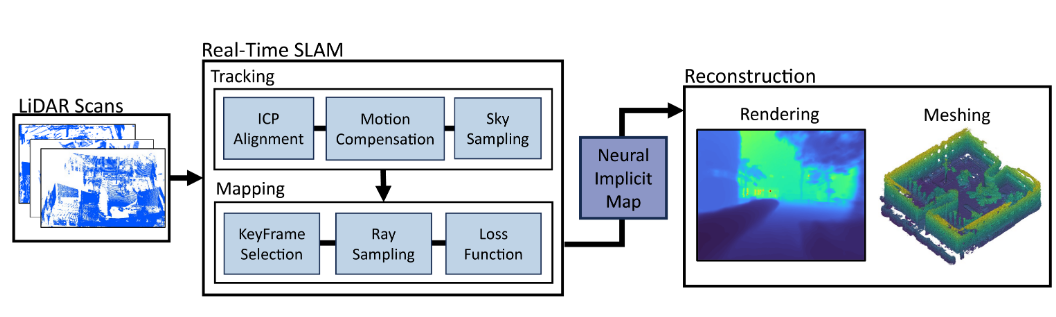 LiDAR Scans
Real-Time SLAM
Tracking
ICP
Alignment
Motion
Compensation
Sky
Sampling
Mapping
KeyFrame
Selection
Ray
Sampling
Loss
Function
Neural
Implicit
Map
Reconstruction
Rendering
Meshing